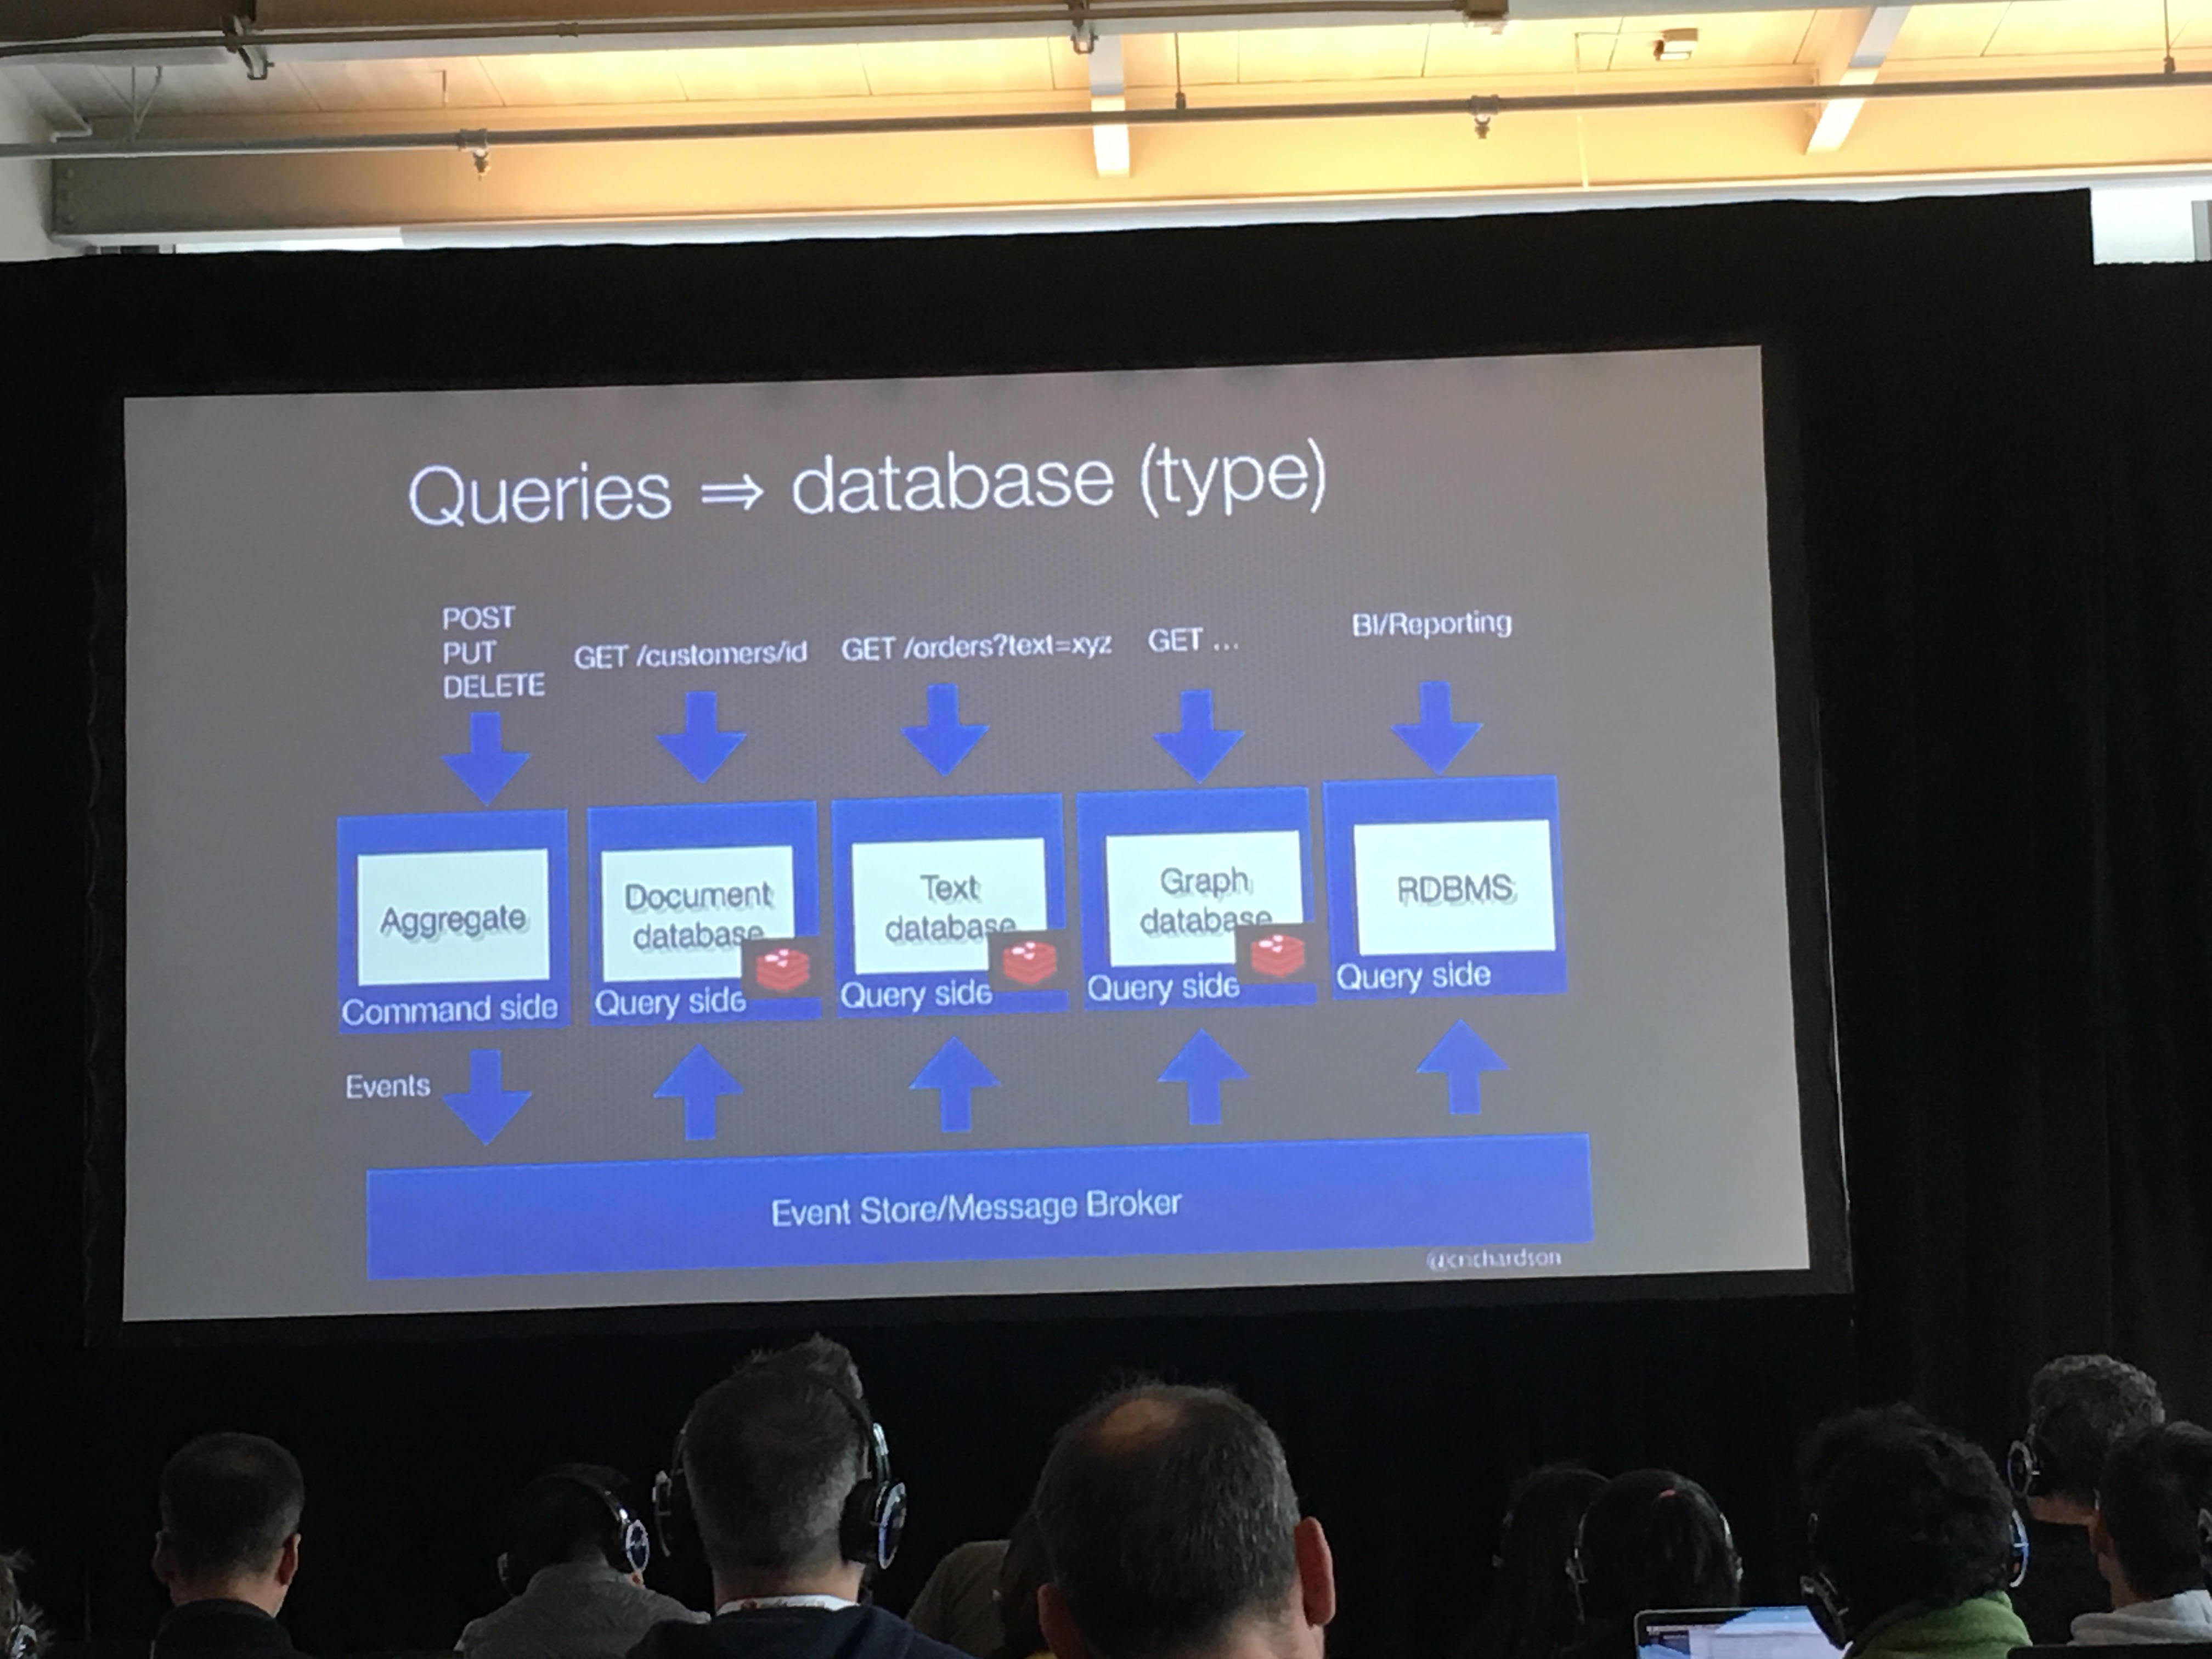 Queries ⇒ database (type)
POST
PUT
DELETE
GET /customers/id
GET /orders?text=xyz
GET ...
BI/Reporting
Aggregate
Command side
Document
database
Query side
Text
database
Query side
Graph
database
Query side
RDBMS
Query side
Events
Event Store/Message Broker
@crichardson